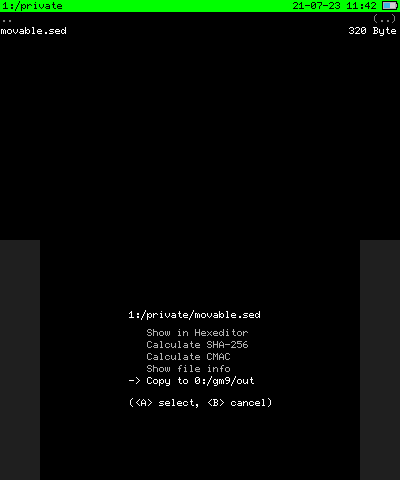 1:/private 21-07-23 11:42
.. (..)
movable.sed 320 Byte
1:/private/movable.sed
Show in Hexeditor
Calculate SHA-256
Calculate CMAC
Show file info
-> Copy to 0:/gm9/out
(<A> select, <B> cancel)